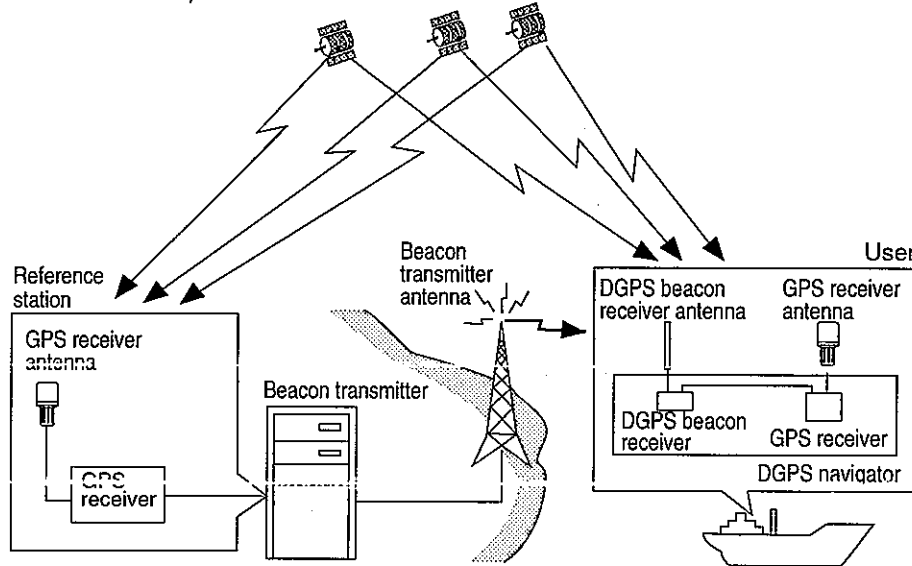 Reference
station
GPS receiver
antenna
GPS
receiver
Beacon transmitter
Beacon
transmitter
antenna
User
DGPS beacon
receiver antenna
GPS receiver
antenna
DGPS beacon
receiver
GPS receiver
DGPS navigator